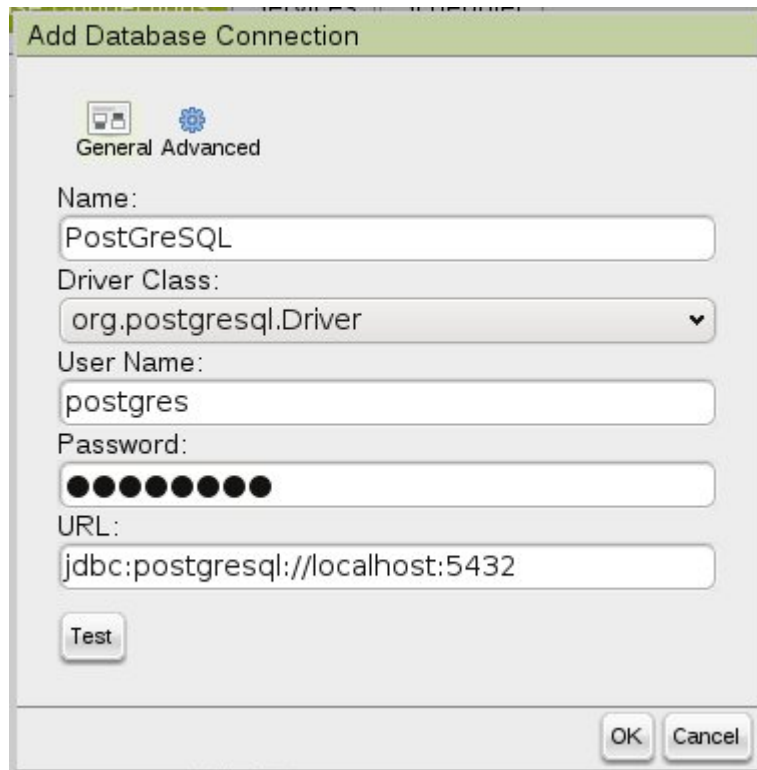 Add Database Connection
General Advanced
Name:
PostGreSQL
Driver Class:
org.postgresql.Driver
User Name:
postgres
Password:
●●●●●●●●
URL:
jdbc:postgresql://localhost:5432
Test
OK Cancel